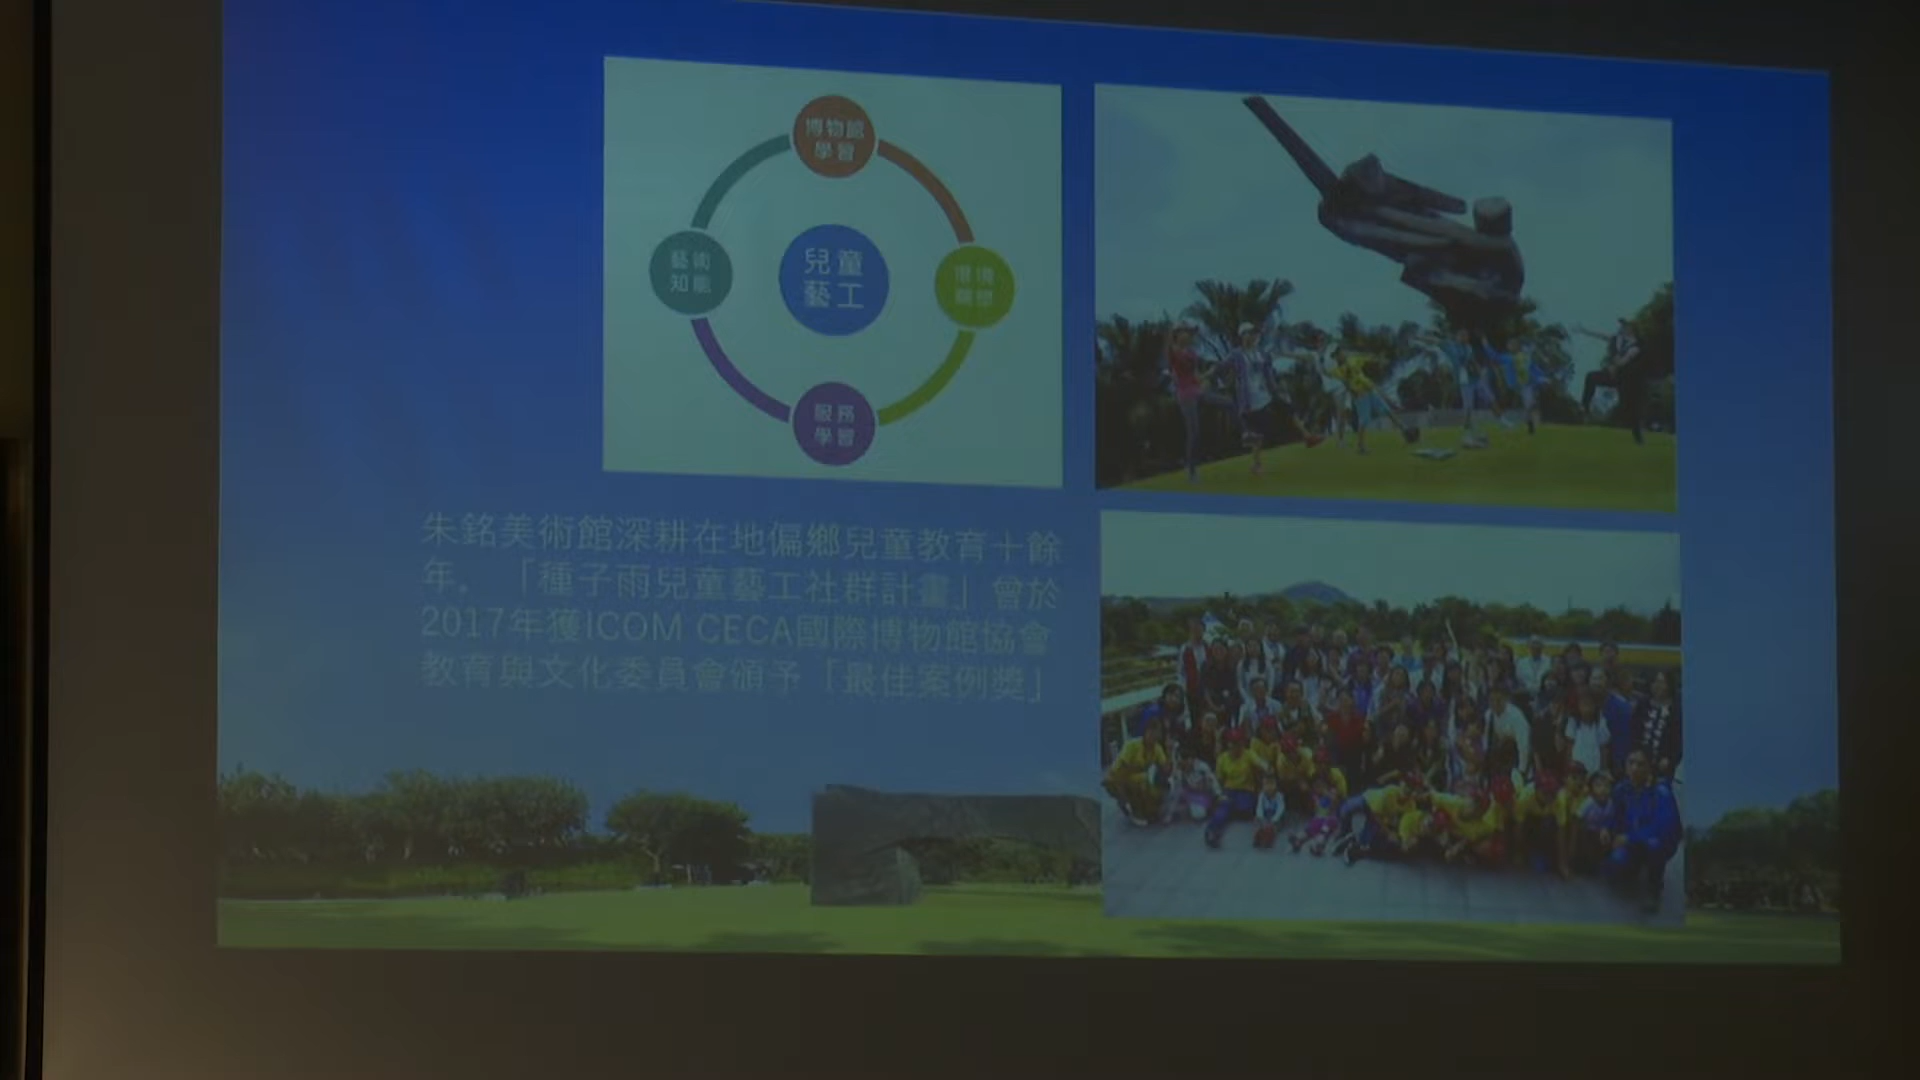 博物館
學習
藝術
知能
兒童
藝工
服務
學習
朱銘美術館深耕在地偏鄉兒童教育十餘
年。「種子雨兒童藝工社群計畫」曾於
2017年獲ICOM CECA國際博物館協會
教育與文化委員會頒予「最佳案例獎」